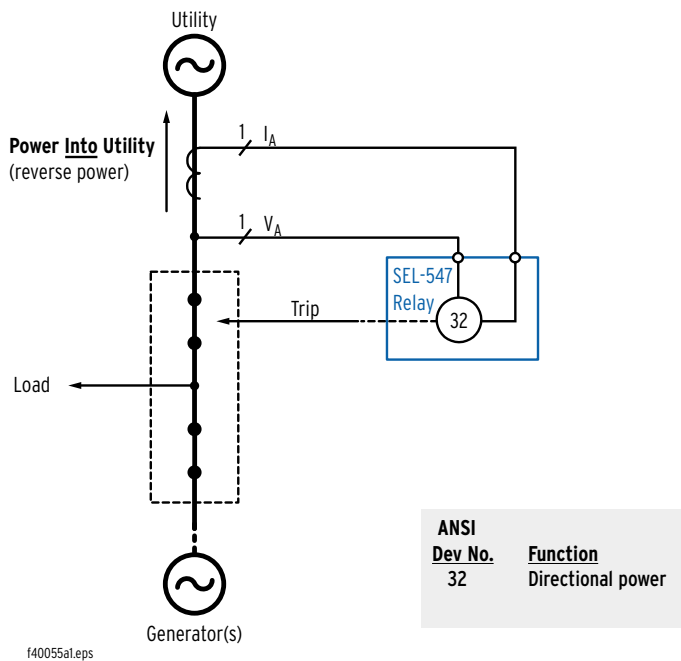 Utility
Power Into Utility
(reverse power)
1 I_A
1 V_A
SEL-547
Relay
32
Trip
Load
ANSI
Dev No. Function
32 Directional power
Generator(s)
f40055a1.eps